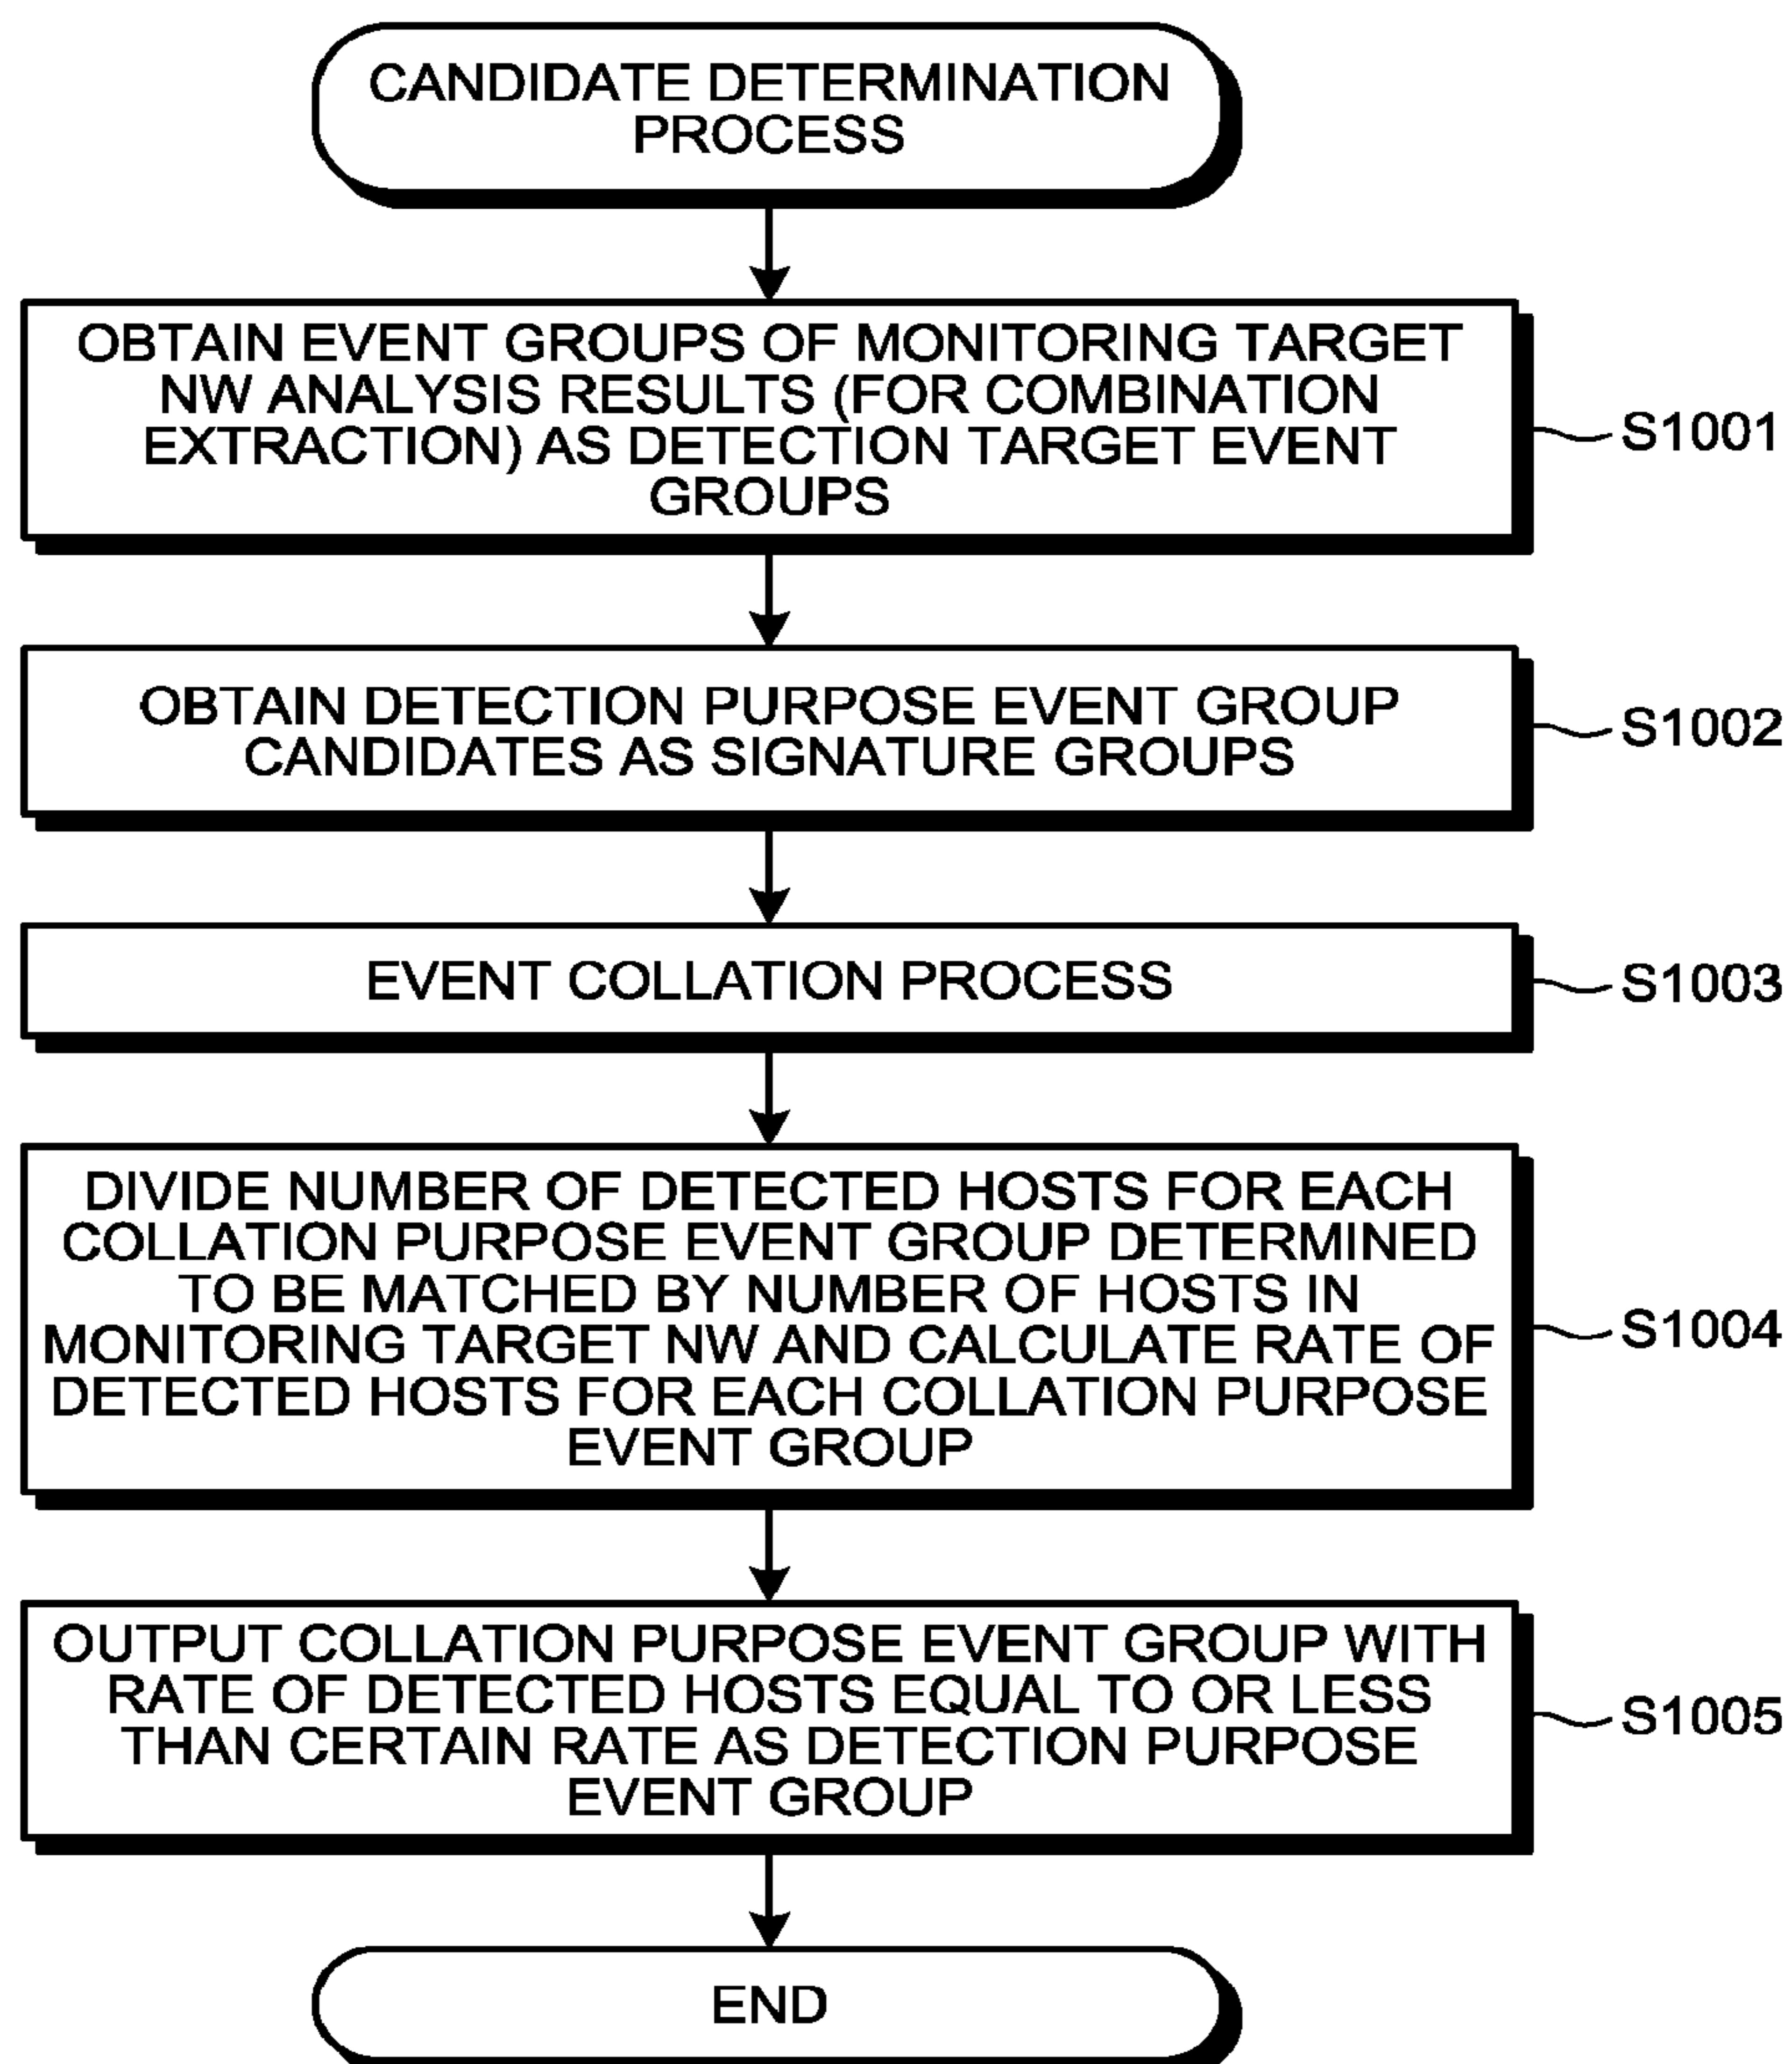 CANDIDATE DETERMINATION
PROCESS
OBTAIN EVENT GROUPS OF MONITORING TARGET
NW ANALYSIS RESULTS (FOR COMBINATION
EXTRACTION) AS DETECTION TARGET EVENT
GROUPS
S1001
OBTAIN DETECTION PURPOSE EVENT GROUP
CANDIDATES AS SIGNATURE GROUPS
S1002
EVENT COLLATION PROCESS
S1003
DIVIDE NUMBER OF DETECTED HOSTS FOR EACH
COLLATION PURPOSE EVENT GROUP DETERMINED
TO BE MATCHED BY NUMBER OF HOSTS IN
MONITORING TARGET NW AND CALCULATE RATE OF
DETECTED HOSTS FOR EACH COLLATION PURPOSE
EVENT GROUP
S1004
OUTPUT COLLATION PURPOSE EVENT GROUP WITH
RATE OF DETECTED HOSTS EQUAL TO OR LESS
THAN CERTAIN RATE AS DETECTION PURPOSE
EVENT GROUP
S1005
END